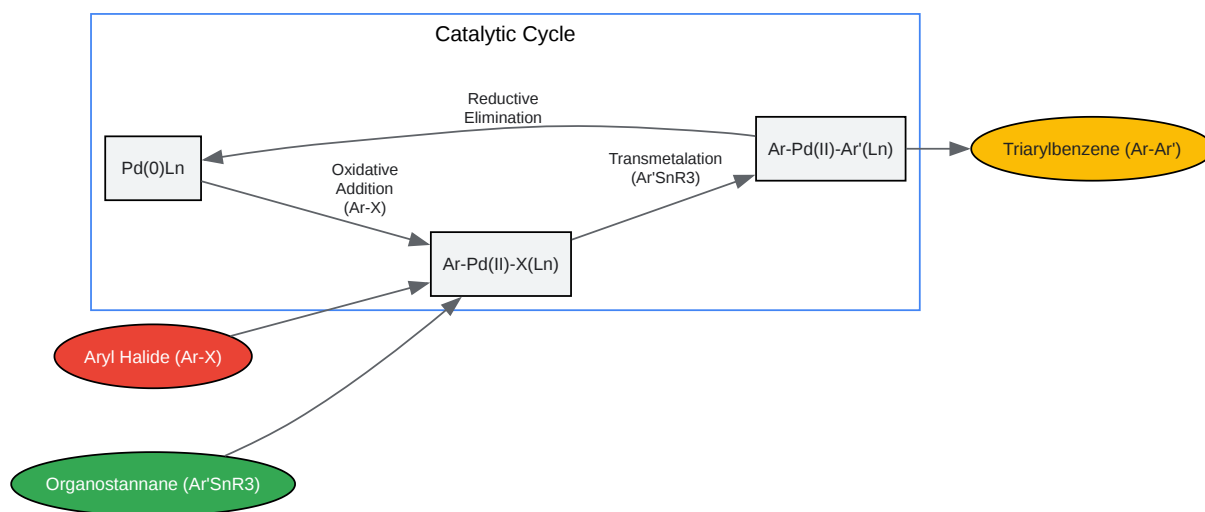 Catalytic Cycle
Reductive
Elimination
Pd(0)Ln
Oxidative
Addition
(Ar-X)
Transmetalation
(Ar'SnR3)
Ar-Pd(II)-Ar'(Ln)
Triarylbenzene (Ar-Ar')
Ar-Pd(II)-X(Ln)
Aryl Halide (Ar-X)
Organostannane (Ar'SnR3)